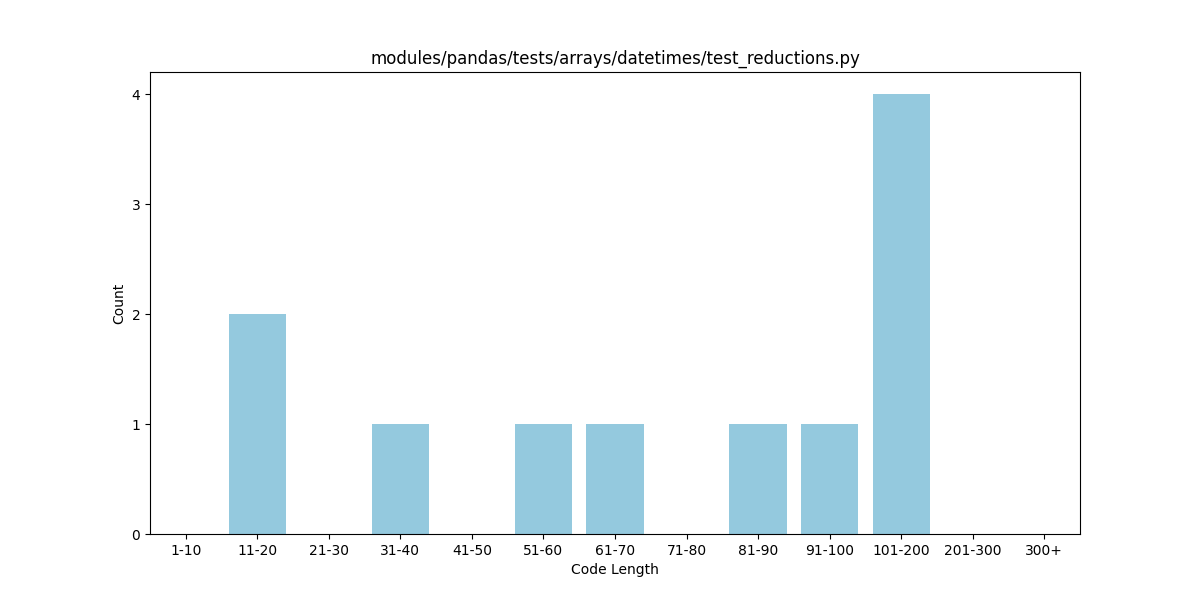 modules/pandas/tests/arrays/datetimes/test_reductions.py
Count
4
3
2
1
0
1-10 11-20 21-30 31-40 41-50 51-60 61-70 71-80 81-90 91-100 101-200 201-300 300+
Code Length